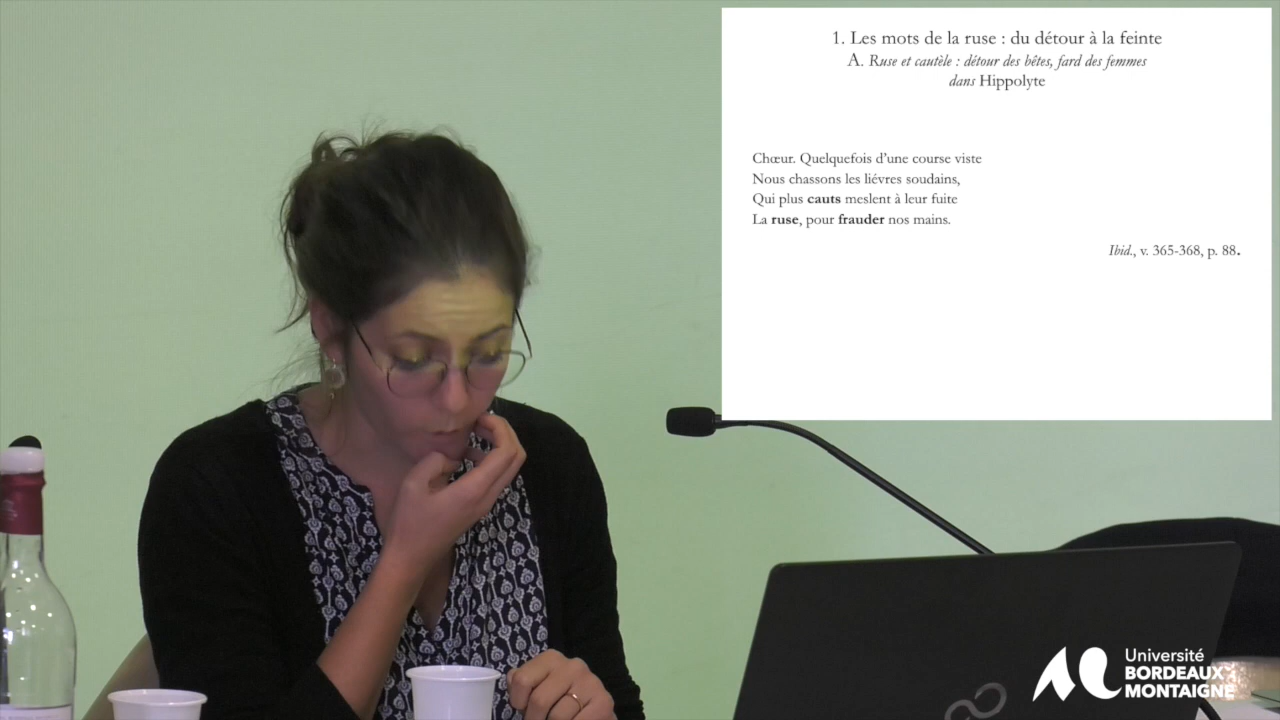 1. Les mots de la ruse : du détour à la feinte
A. Ruse et cautèle : détour des bêtes, fard des femmes
dans Hippolyte
Chœur. Quelquefois d’une course viste
Nous chassons les liévres soudains,
Qui plus cauts meslent à leur fuite
La ruse, pour frauder nos mains.
Ibid., v. 365-368, p. 88.
Université
BORDEAUX
MONTAIGNE